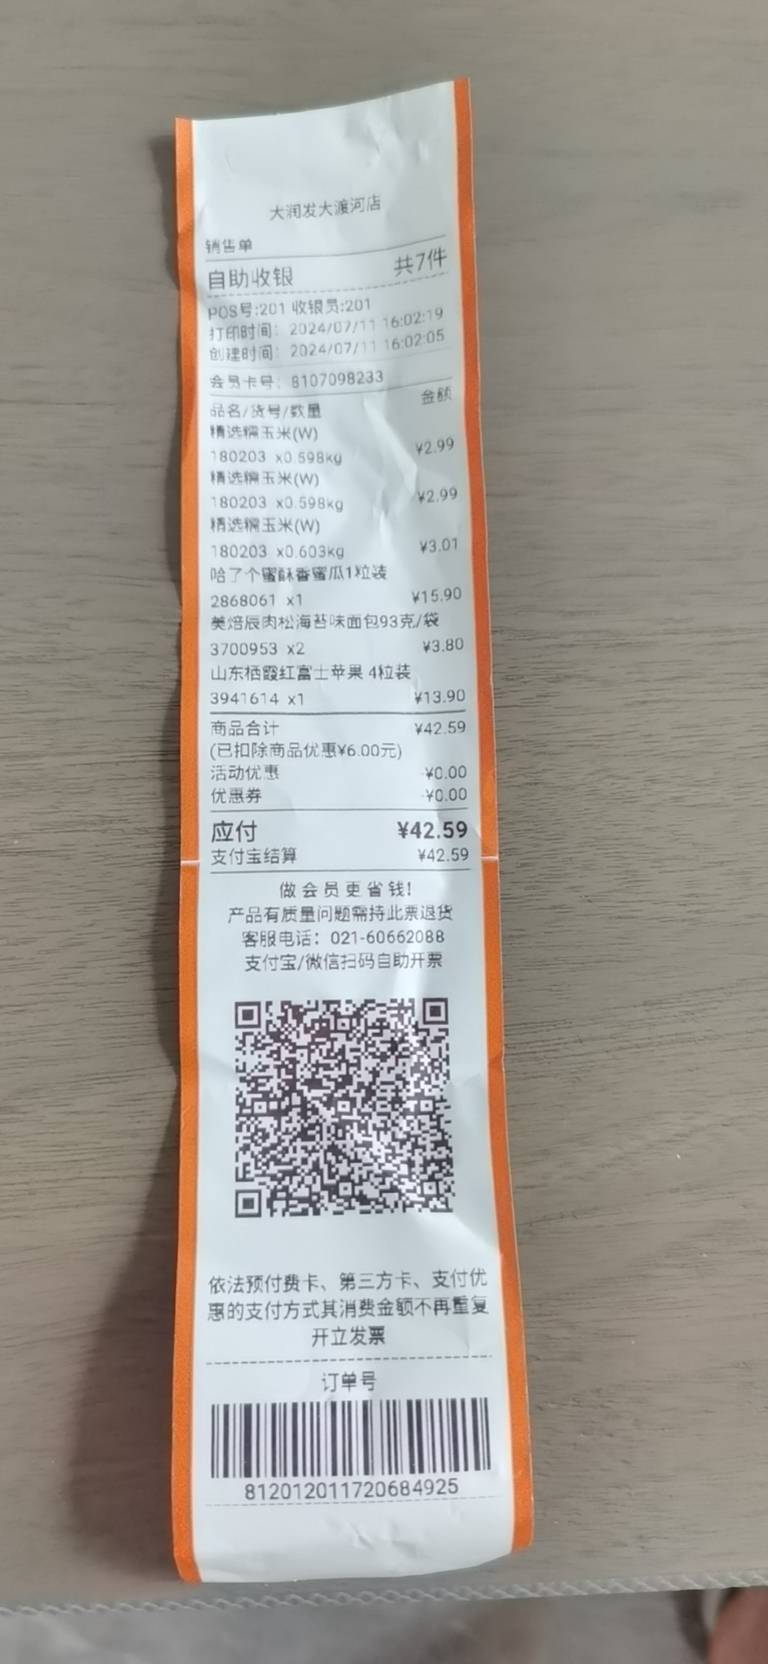 大润发大渡河店
销售单
自助收银 共7件
POS号:201 收银员:201
打印时间: 2024/07/11 16:02:19
创建时间: 2024/07/11 16:02:05
会员卡号: 8107098233
品名/货号/数量 金额
精选糯玉米(W)
180203 x0.598kg ¥2.99
精选糯玉米(W)
180203 x0.598kg ¥2.99
精选糯玉米(W)
180203 x0.603kg ¥3.01
哈了个蜜酥香蜜瓜1粒装
2868061 x1 ¥15.90
美焙辰肉松海苔味面包93克/袋
3700953 x2 ¥3.80
山东栖霞红富士苹果 4粒装
3941614 x1 ¥13.90
商品合计 ¥42.59
(已扣除商品优惠¥6.00元)
活动优惠 -¥0.00
优惠券 -¥0.00
应付 ¥42.59
支付宝结算 ¥42.59
做会员更省钱!
产品有质量问题需持此票退货
客服电话: 021-60662088
支付宝/微信扫码自助开票
依法预付费卡、第三方卡、支付优
惠的支付方式其消费金额不再重复
开立发票
订单号
812012011720684925